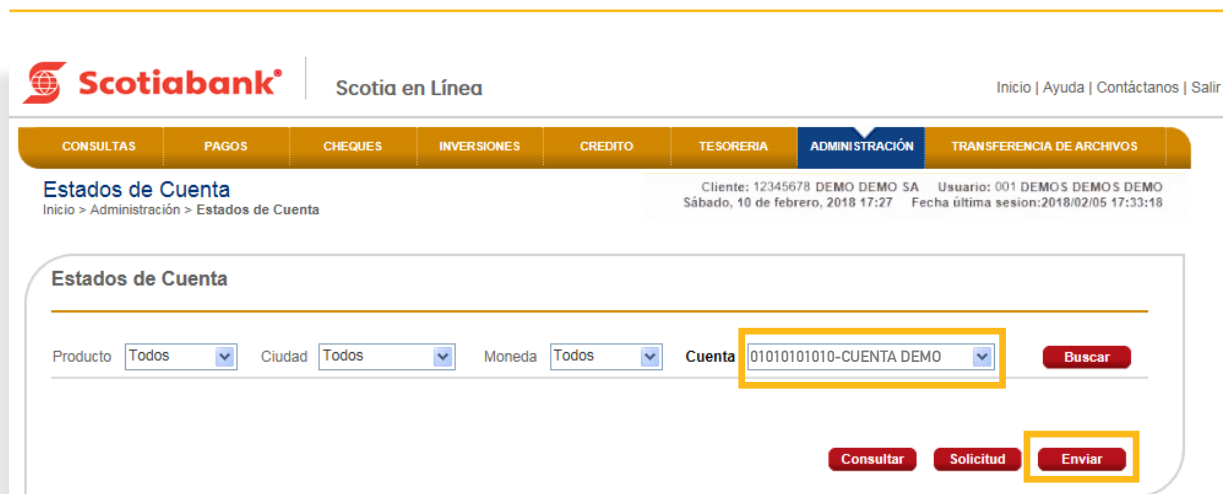 Scotiabank® Scotia en Línea Inicio | Ayuda | Contáctanos | Salir
CONSULTAS PAGOS CHEQUES INVERSIONES CREDITO TESORERIA ADMINISTRACIÓN TRANSFERENCIA DE ARCHIVOS
Estados de Cuenta Cliente: 12345678 DEMO DEMO SA Usuario: 001 DEMOS DEMOS DEMO
Inicio > Administración > Estados de Cuenta Sábado, 10 de febrero, 2018 17:27 Fecha última sesion:2018/02/05 17:33:18
Estados de Cuenta
Producto Todos Ciudad Todos Moneda Todos Cuenta 01010101010-CUENTA DEMO Buscar
Consultar Solicitud Enviar